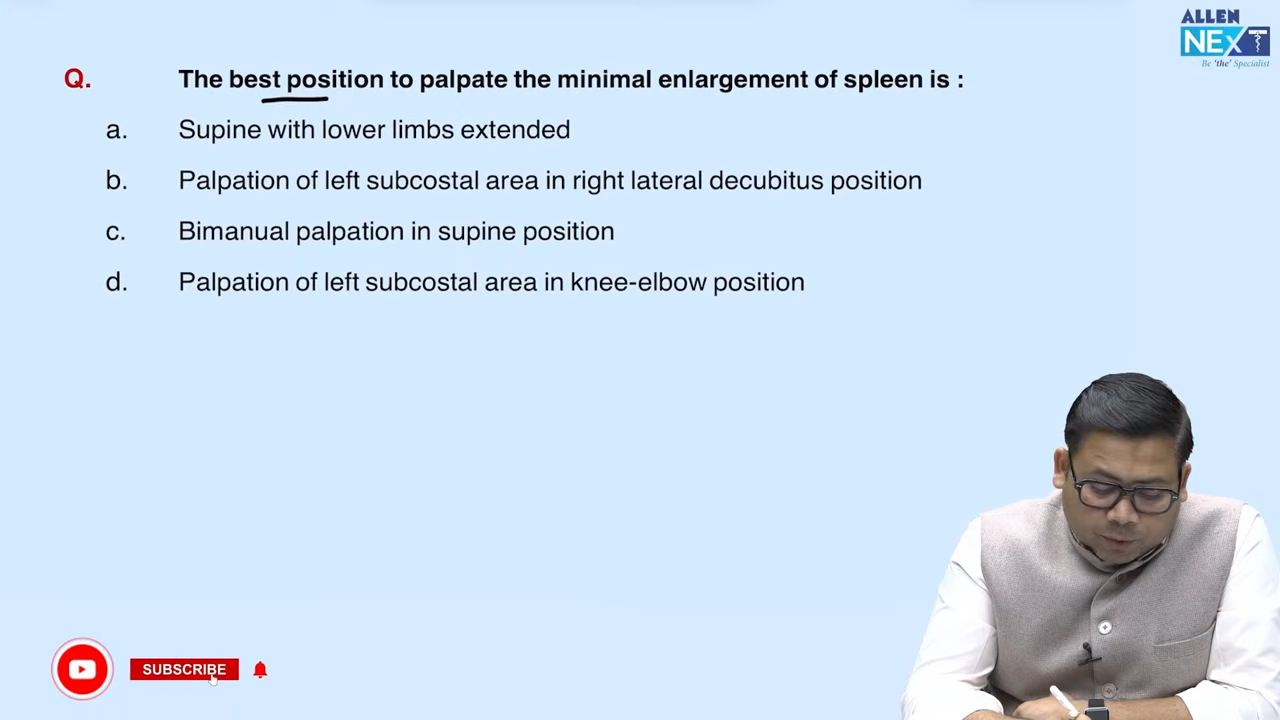 ALLEN
NExT
Be 'the' Specialist
Q. The best position to palpate the minimal enlargement of spleen is :
a. Supine with lower limbs extended
b. Palpation of left subcostal area in right lateral decubitus position
c. Bimanual palpation in supine position
d. Palpation of left subcostal area in knee-elbow position
SUBSCRIBE